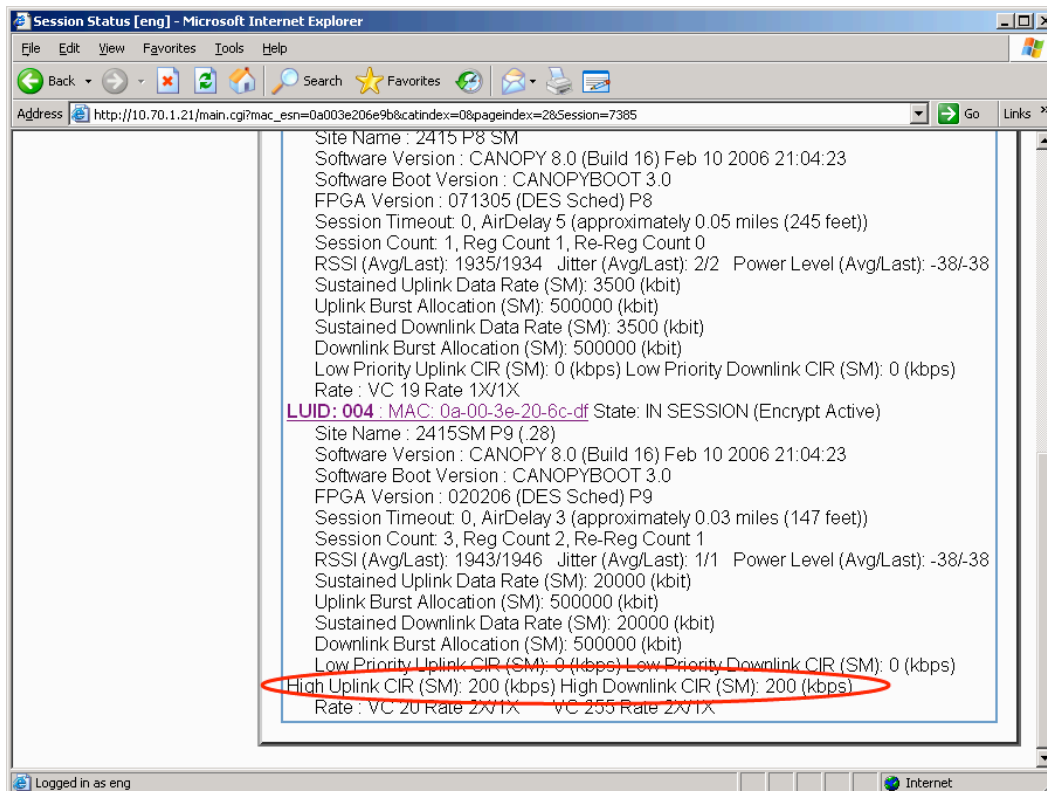 Session Status [eng] - Microsoft Internet Explorer
File Edit View Favorites Tools Help
Back Search Favorites
Address http://10.70.1.21/main.cgi?mac_esn=0a003e206e9b&catindex=0&pageindex=2&Session=7385 Go Links »
Site Name : 2415 P8 SM
Software Version : CANOPY 8.0 (Build 16) Feb 10 2006 21:04:23
Software Boot Version : CANOPYBOOT 3.0
FPGA Version : 071305 (DES Sched) P8
Session Timeout: 0, AirDelay 5 (approximately 0.05 miles (245 feet))
Session Count: 1, Reg Count 1, Re-Reg Count 0
RSSI (Avg/Last): 1935/1934 Jitter (Avg/Last): 2/2 Power Level (Avg/Last): -38/-38
Sustained Uplink Data Rate (SM): 3500 (kbit)
Uplink Burst Allocation (SM): 500000 (kbit)
Sustained Downlink Data Rate (SM): 3500 (kbit)
Downlink Burst Allocation (SM): 500000 (kbit)
Low Priority Uplink CIR (SM): 0 (kbps) Low Priority Downlink CIR (SM): 0 (kbps)
Rate : VC 19 Rate 1X/1X
LUID: 004 : MAC: 0a-00-3e-20-6c-df State: IN SESSION (Encrypt Active)
Site Name : 2415SM P9 (.28)
Software Version : CANOPY 8.0 (Build 16) Feb 10 2006 21:04:23
Software Boot Version : CANOPYBOOT 3.0
FPGA Version : 020206 (DES Sched) P9
Session Timeout: 0, AirDelay 3 (approximately 0.03 miles (147 feet))
Session Count: 3, Reg Count 2, Re-Reg Count 1
RSSI (Avg/Last): 1943/1946 Jitter (Avg/Last): 1/1 Power Level (Avg/Last): -38/-38
Sustained Uplink Data Rate (SM): 20000 (kbit)
Uplink Burst Allocation (SM): 500000 (kbit)
Sustained Downlink Data Rate (SM): 20000 (kbit)
Downlink Burst Allocation (SM): 500000 (kbit)
Low Priority Uplink CIR (SM): 0 (kbps) Low Priority Downlink CIR (SM): 0 (kbps)
High Uplink CIR (SM): 200 (kbps) High Downlink CIR (SM): 200 (kbps)
Rate : VC 20 Rate 2X/1X VC 255 Rate 2X/1X
Logged in as eng Internet